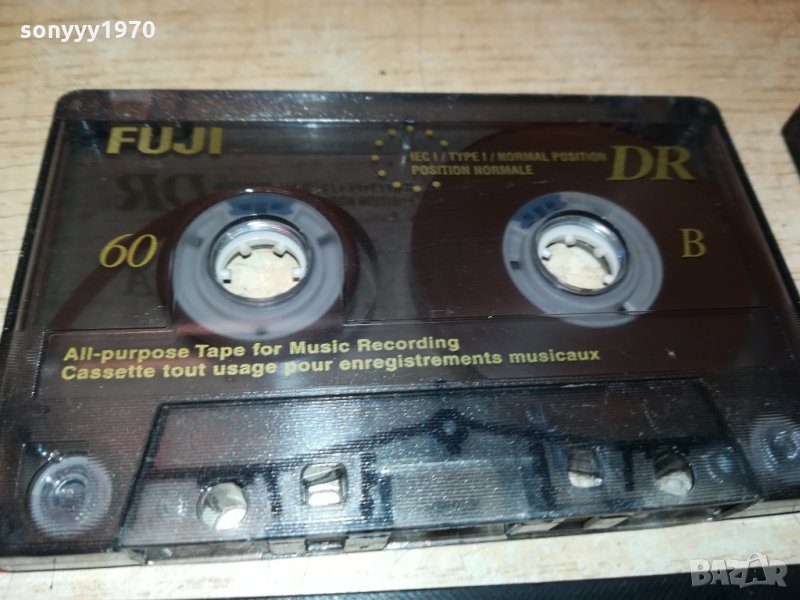 sonyyy1970
FUJI
IEC I / TYPE I / NORMAL POSITION
POSITION NORMALE
DR
60
B
All-purpose Tape for Music Recording
Cassette tout usage pour enregistrements musicaux
BAZAR